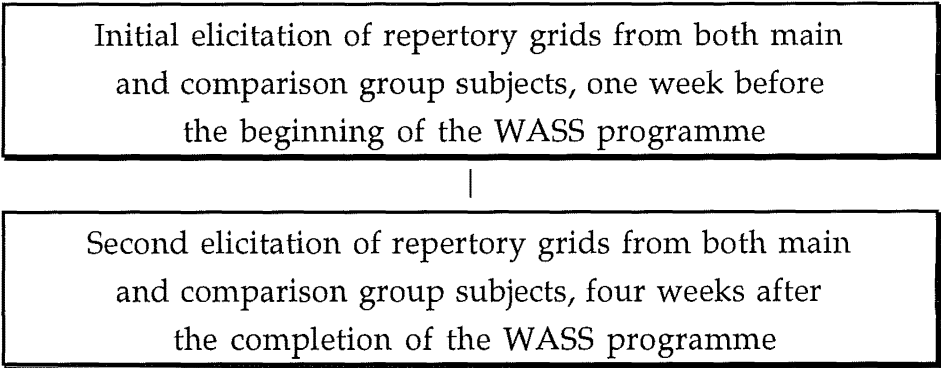 Initial elicitation of repertory grids from both main
and comparison group subjects, one week before
the beginning of the WASS programme
Second elicitation of repertory grids from both main
and comparison group subjects, four weeks after
the completion of the WASS programme